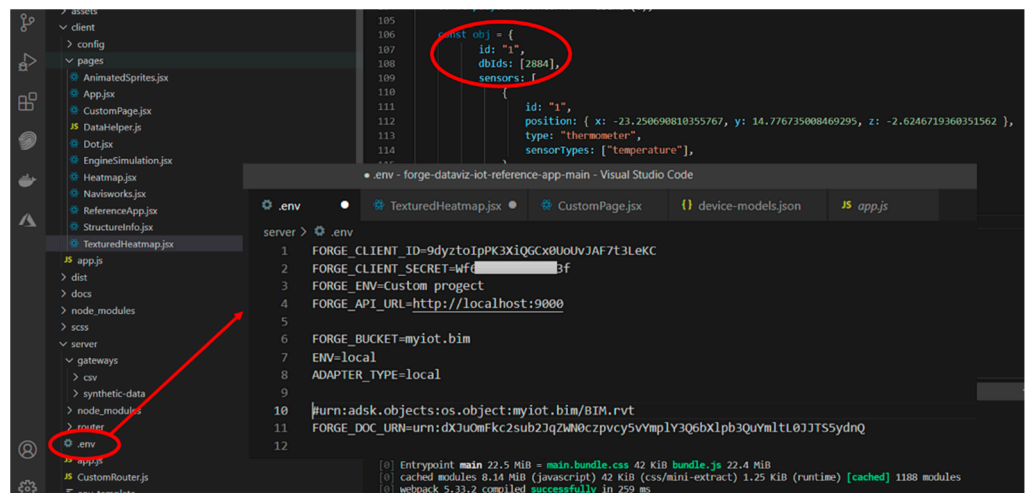 assets
client
config
pages
AnimatedSprites.jsx
App.jsx
CustomPage.jsx
JS DataHelper.js
Dot.jsx
EngineSimulation.jsx
Heatmap.jsx
Navisworks.jsx
ReferenceApp.jsx
StructureInfo.jsx
TexturedHeatmap.jsx
JS app.js
dist
docs
node_modules
scss
server
gateways
csv
synthetic-data
node_modules
router
.env
JS app.js
JS CustomRouter.js
105
106 const obj = {
107 id: "1",
108 dbIds: [2884],
109 sensors: [
110 {
111 id: "1",
112 position: { x: -23.250690810355767, y: 14.776735008469295, z: -2.6246719360351562 },
113 type: "thermometer",
114 sensorTypes: ["temperature"],
● .env - forge-dataviz-iot-reference-app-main - Visual Studio Code
.env ● TexturedHeatmap.jsx ● CustomPage.jsx {} device-models.json JS app.js
server > .env
1 FORGE_CLIENT_ID=9dyztoIpPK3XiQGCx0UoUvJAF7t3LeKC
2 FORGE_CLIENT_SECRET=Wf6 3f
3 FORGE_ENV=Custom progect
4 FORGE_API_URL=http://localhost:9000
5
6 FORGE_BUCKET=myiot.bim
7 ENV=local
8 ADAPTER_TYPE=local
9
10 #urn:adsk.objects:os.object:myiot.bim/BIM.rvt
11 FORGE_DOC_URN=urn:dXJuOmFkc2sub2JqZWN0czpvcy5vYmplY3Q6bXlpb3QuYmltL0JJTS5ydnQ
12
[0] Entrypoint main 22.5 MiB = main.bundle.css 42 KiB bundle.js 22.4 MiB
[0] cached modules 8.14 MiB (javascript) 42 KiB (css/mini-extract) 1.25 KiB (runtime) [cached] 1188 modules
[0] webpack 5.33.2 compiled successfully in 259 ms